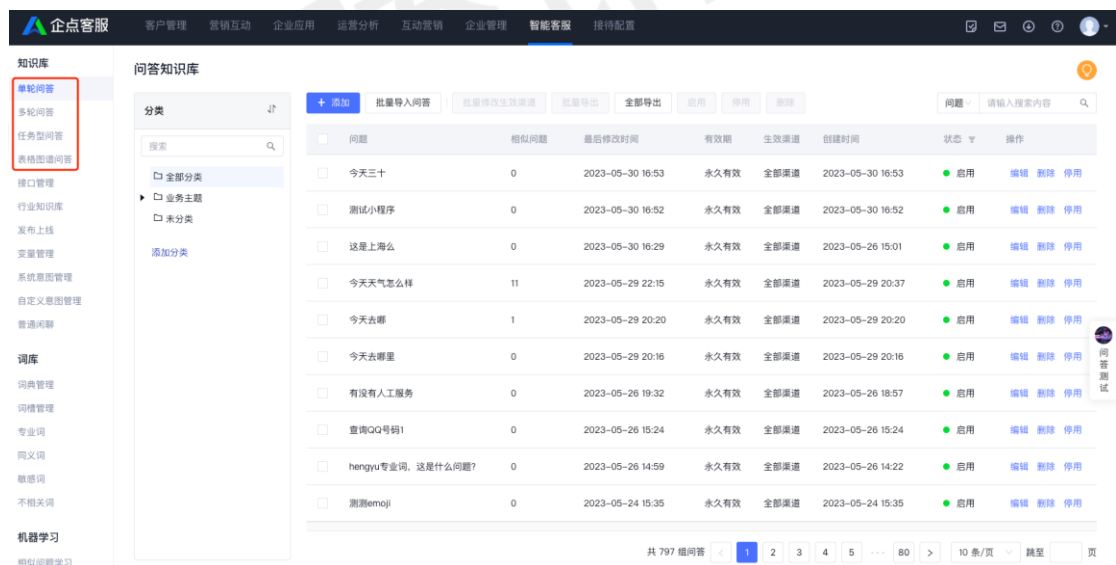 企点客服 客户管理 营销互动 企业应用 运营分析 互动营销 企业管理 智能客服 接待配置
知识库
单轮问答
多轮问答
任务型问答
表格图谱问答
接口管理
行业知识库
发布上线
变量管理
系统意图管理
自定义意图管理
普通闲聊
词库
词典管理
词槽管理
专业词
同义词
敏感词
不相关词
机器学习
相似问题学习
问答知识库
分类
搜索
全部分类
业务主题
未分类
添加分类
+ 添加 批量导入问答 批量修改生效渠道 批量导出 全部导出 启用 停用 删除 问题 请输入搜索内容
问题 相似问题 最后修改时间 有效期 生效渠道 创建时间 状态 操作
今天三十 0 2023-05-30 16:53 永久有效 全部渠道 2023-05-30 16:53 启用 编辑 删除 停用
测试小程序 0 2023-05-30 16:52 永久有效 全部渠道 2023-05-30 16:52 启用 编辑 删除 停用
这是上海么 0 2023-05-30 16:29 永久有效 全部渠道 2023-05-26 15:01 启用 编辑 删除 停用
今天天气怎么样 11 2023-05-29 22:15 永久有效 全部渠道 2023-05-29 20:37 启用 编辑 删除 停用
今天去哪 1 2023-05-29 20:20 永久有效 全部渠道 2023-05-29 20:20 启用 编辑 删除 停用
今天去哪里 0 2023-05-29 20:16 永久有效 全部渠道 2023-05-29 20:16 启用 编辑 删除 停用
有没有人工服务 0 2023-05-26 19:32 永久有效 全部渠道 2023-05-26 18:57 启用 编辑 删除 停用
查询QQ号码1 0 2023-05-26 15:24 永久有效 全部渠道 2023-05-26 15:24 启用 编辑 删除 停用
hengyu专业词，这是什么问题? 0 2023-05-26 14:59 永久有效 全部渠道 2023-05-26 14:22 启用 编辑 删除 停用
测测emoji 0 2023-05-24 15:35 永久有效 全部渠道 2023-05-24 15:35 启用 编辑 删除 停用
共 797 组问答 < 1 2 3 4 5 ··· 80 > 10 条/页 跳至 页
问答测试